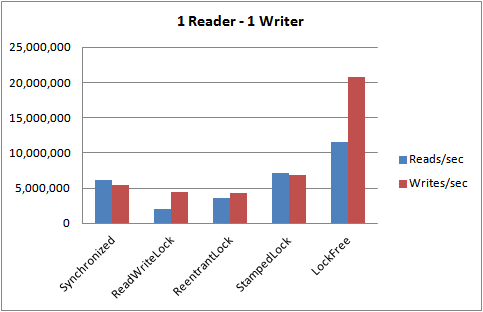 1 Reader - 1 Writer
25,000,000
20,000,000
15,000,000
10,000,000
5,000,000
0
Reads/sec
Writes/sec
Synchronized
ReadWriteLock
ReentrantLock
StampedLock
LockFree